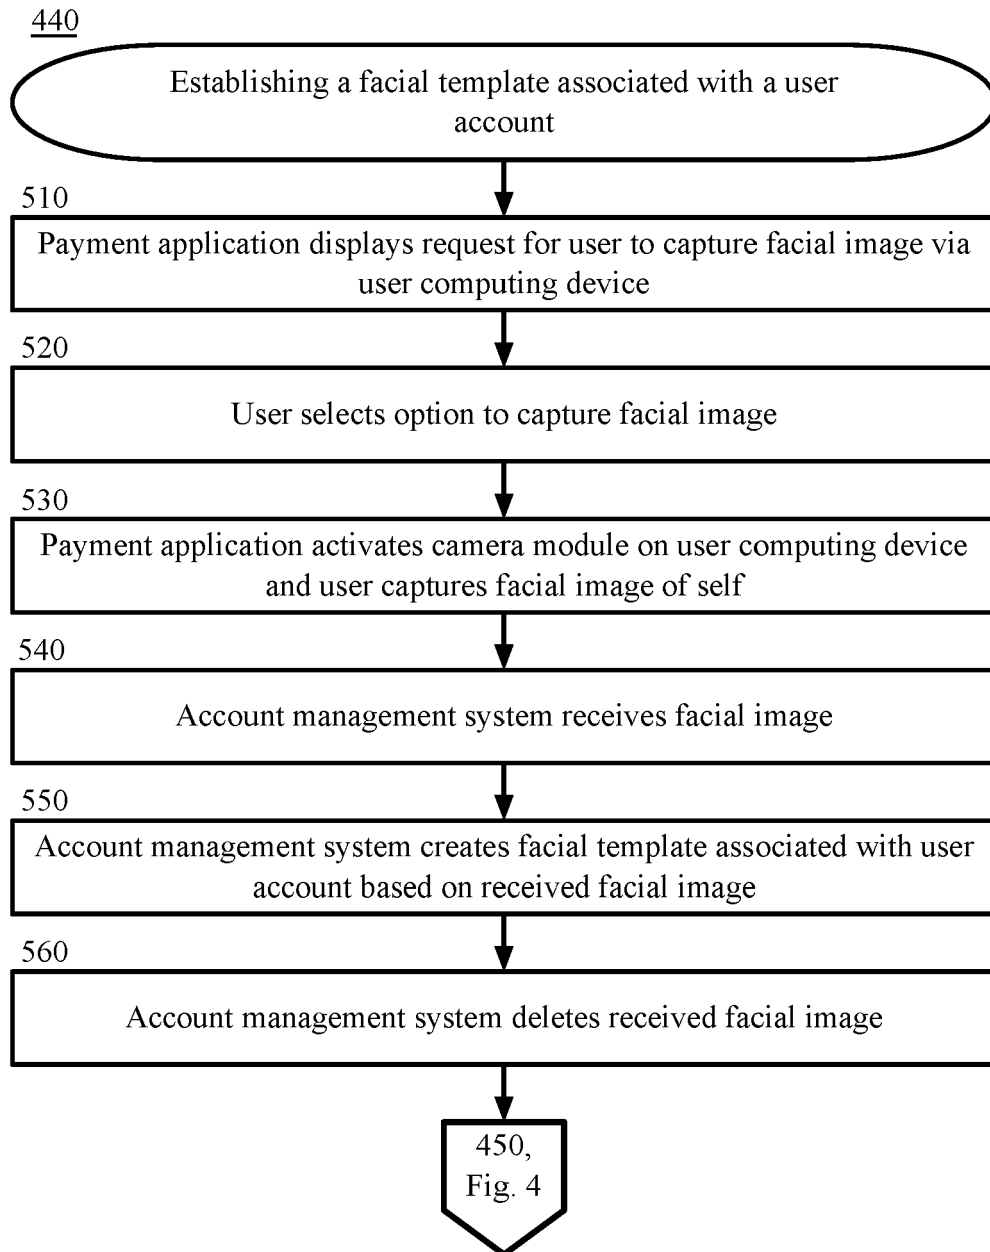 440
Establishing a facial template associated with a user
account
510
Payment application displays request for user to capture facial image via
user computing device
520
User selects option to capture facial image
530
Payment application activates camera module on user computing device
and user captures facial image of self
540
Account management system receives facial image
550
Account management system creates facial template associated with user
account based on received facial image
560
Account management system deletes received facial image
450,
Fig. 4